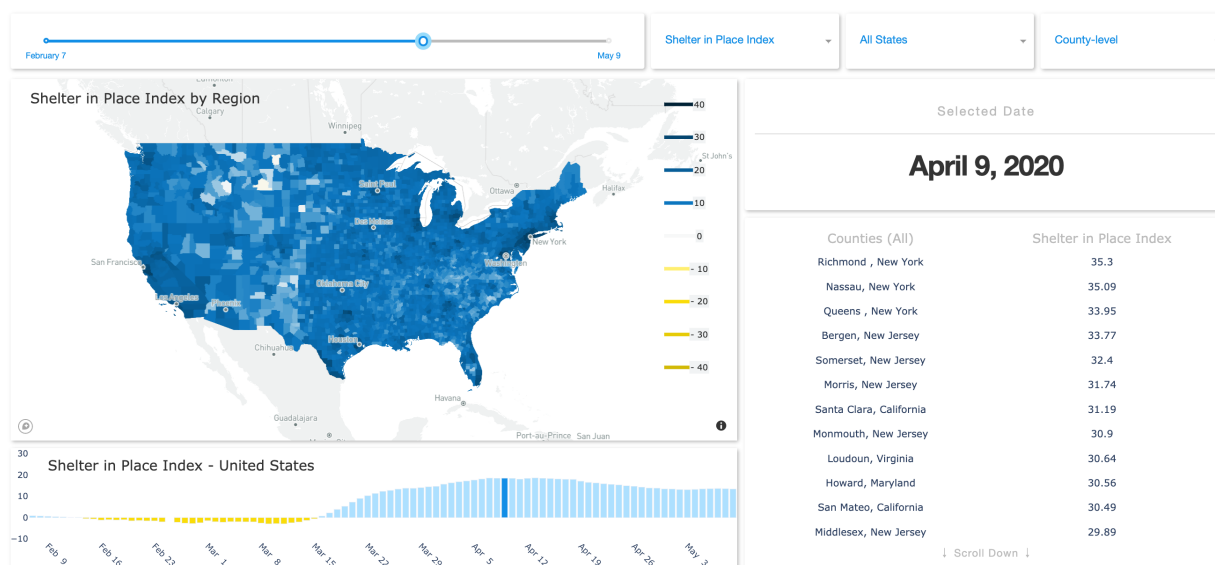 February 7
May 9
Shelter in Place Index
All States
County-level
Shelter in Place Index by Region
Calgary
Winnipeg
St John's
Saint Paul
Ottawa
Halifax
Des Moines
New York
San Francisco
Washington
Oklahoma City
Los Angeles
Phoenix
Houston
Chihuahua
Havana
Guadalajara
Port-au-Prince
San Juan
40
30
20
10
0
- 10
- 20
- 30
- 40
Selected Date
April 9, 2020
Counties (All) Shelter in Place Index
Richmond , New York 35.3
Nassau, New York 35.09
Queens , New York 33.95
Bergen, New Jersey 33.77
Somerset, New Jersey 32.4
Morris, New Jersey 31.74
Santa Clara, California 31.19
Monmouth, New Jersey 30.9
Loudoun, Virginia 30.64
Howard, Maryland 30.56
San Mateo, California 30.49
Middlesex, New Jersey 29.89
↓ Scroll Down ↓
Shelter in Place Index - United States
30
20
10
0
−10
Feb 9
Feb 16
Feb 23
Mar 1
Mar 8
Mar 15
Mar 22
Mar 29
Apr 5
Apr 12
Apr 19
Apr 26
May 3